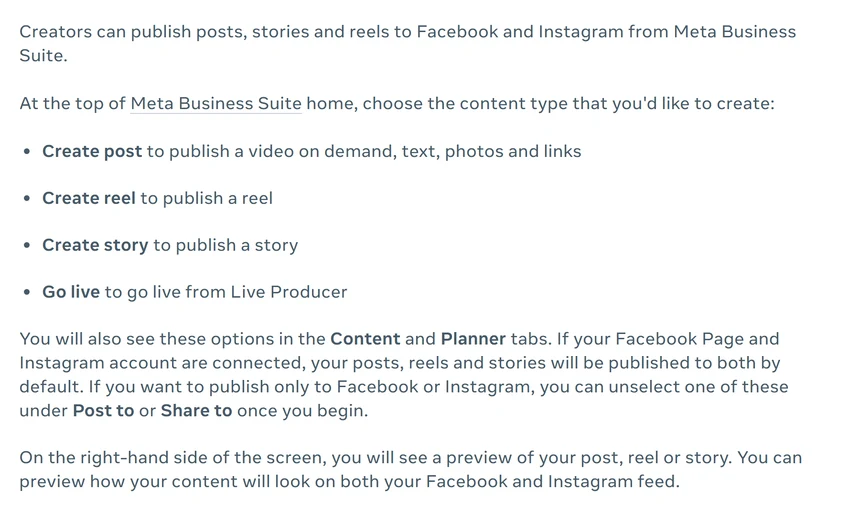 Creators can publish posts, stories and reels to Facebook and Instagram from Meta Business
Suite.
At the top of Meta Business Suite home, choose the content type that you'd like to create:
• Create post to publish a video on demand, text, photos and links
• Create reel to publish a reel
• Create story to publish a story
• Go live to go live from Live Producer
You will also see these options in the Content and Planner tabs. If your Facebook Page and
Instagram account are connected, your posts, reels and stories will be published to both by
default. If you want to publish only to Facebook or Instagram, you can unselect one of these
under Post to or Share to once you begin.
On the right-hand side of the screen, you will see a preview of your post, reel or story. You can
preview how your content will look on both your Facebook and Instagram feed.